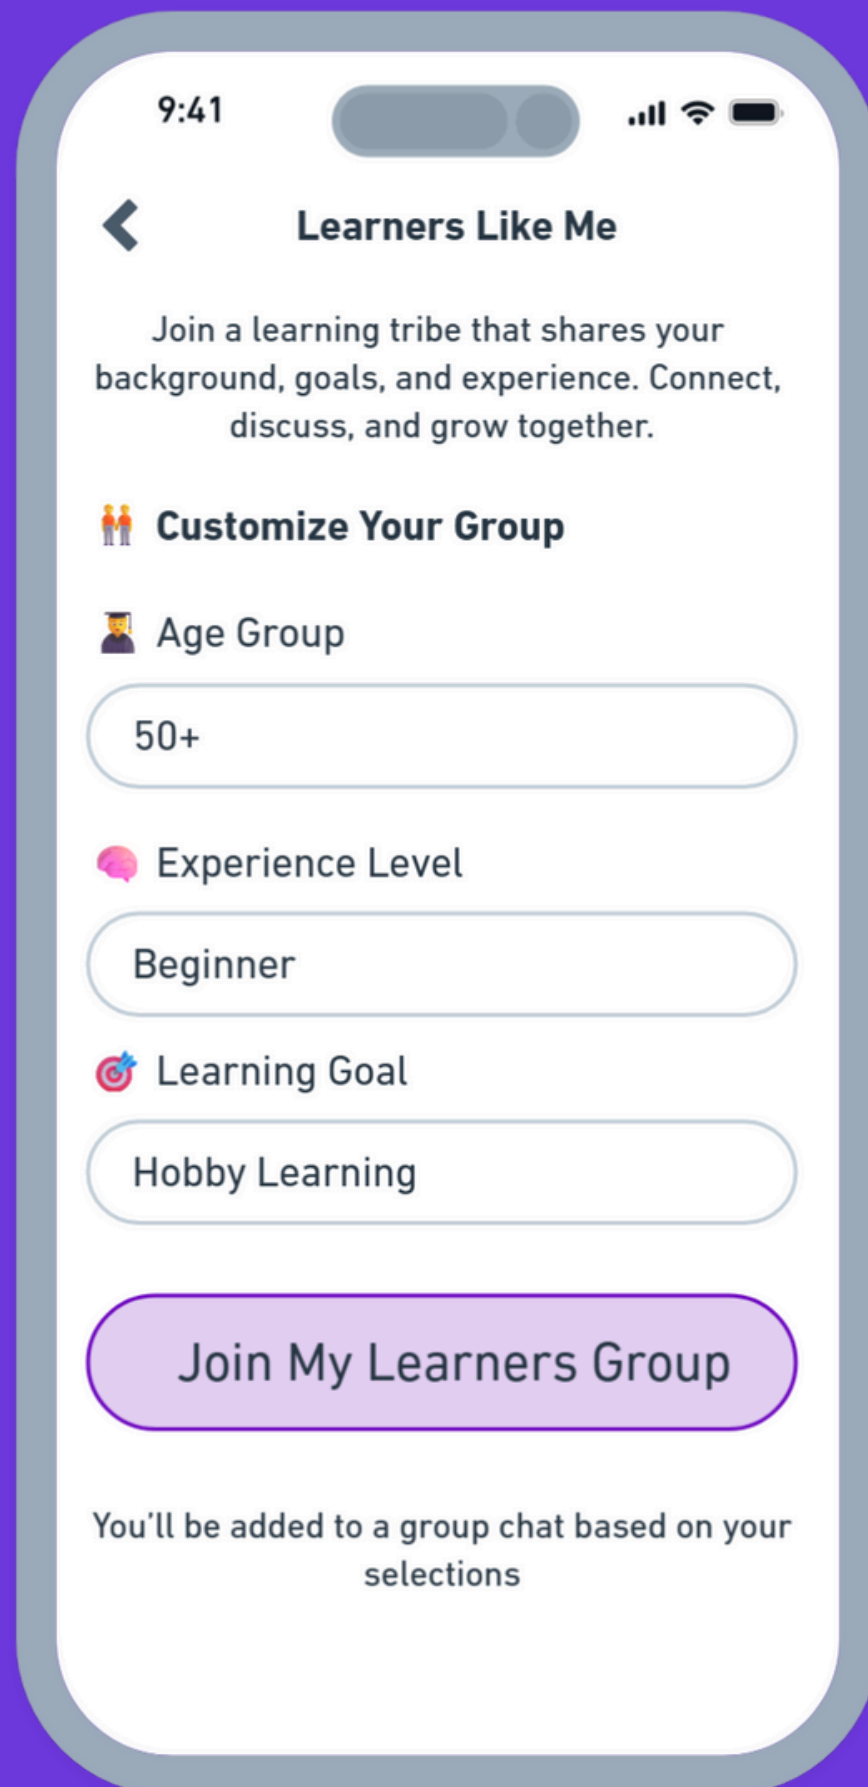 9:41
Learners Like Me
Join a learning tribe that shares your
background, goals, and experience. Connect,
discuss, and grow together.
Customize Your Group
Age Group
50+
Experience Level
Beginner
Learning Goal
Hobby Learning
Join My Learners Group
You'll be added to a group chat based on your
selections